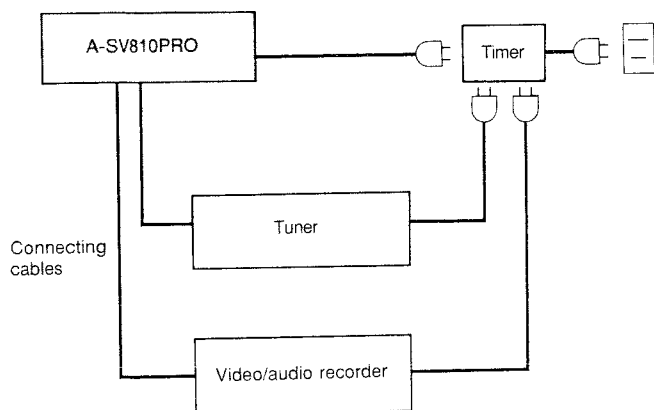 A-SV810PRO
Timer
Tuner
Connecting
cables
Video/audio recorder